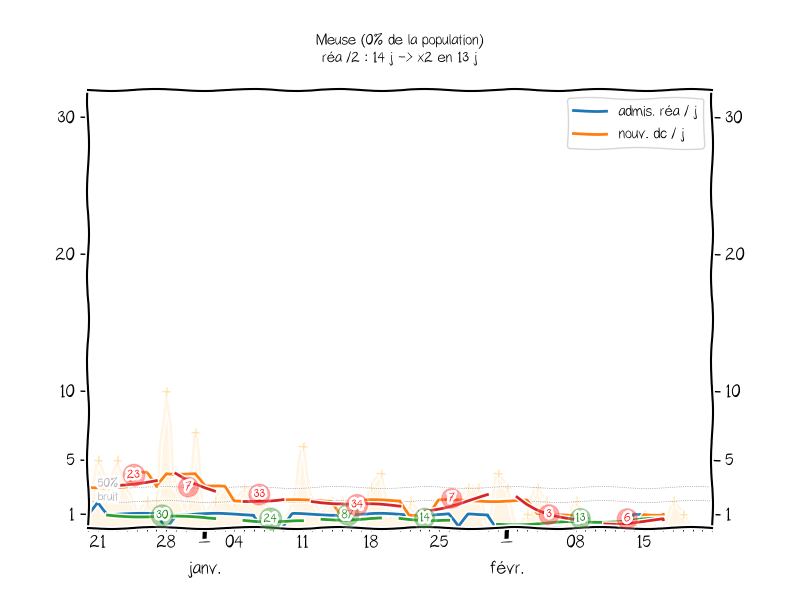 Meuse (0% de la population)
réa /2 : 14 j -> x2 en 13 j
admis. réa / j
nouv. dc / j
30 30
20 20
10 10
5 5
1 1
50%
bruit
23 7 33 34 7 3 6
30 24 87 14 13
21 28 04 11 18 25 08 15
janv. févr.